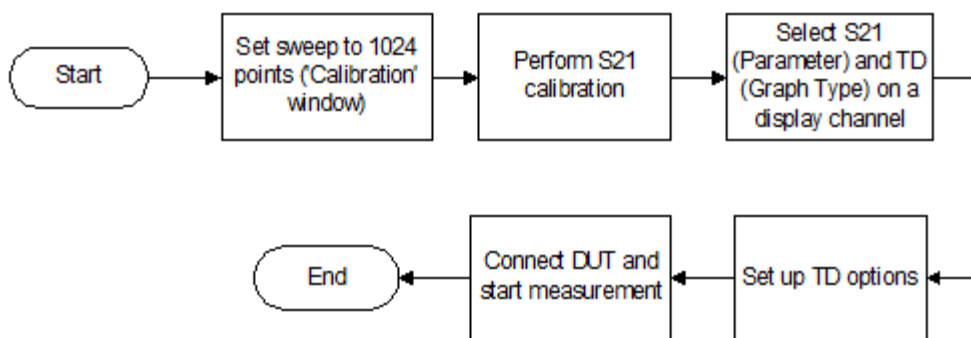 Start
Set sweep to 1024
points ('Calibration'
window)
Perform S21
calibration
Select S21
(Parameter) and TD
(Graph Type) on a
display channel
End
Connect DUT and
start measurement
Set up TD options